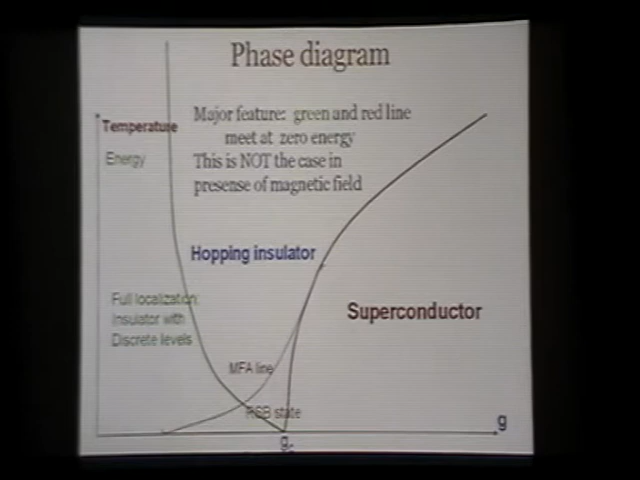 Phase diagram
Major feature: green and red line
meet at zero energy
This is NOT the case in
presense of magnetic field
Temperature
Energy
Hopping insulator
Full localization:
Insulator with
Discrete levels
Superconductor
MFA line
RSB state
g
gc